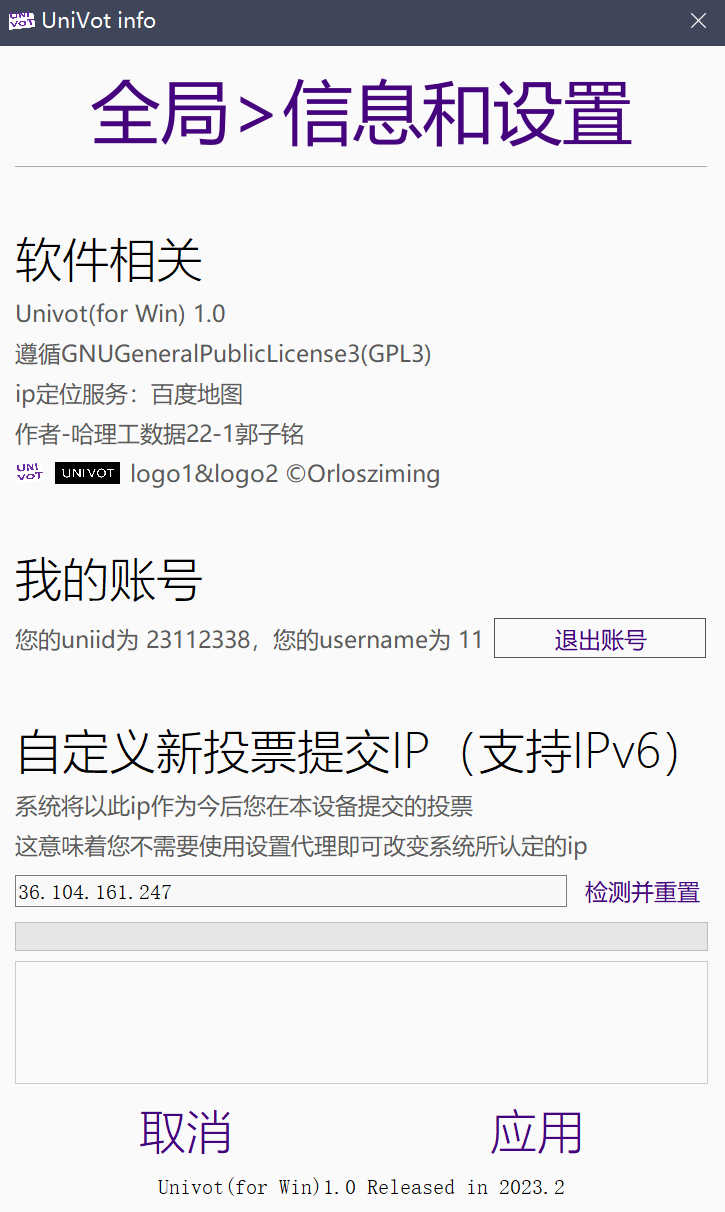 UNI VOT UniVot info
全局>信息和设置
软件相关
Univot(for Win) 1.0
遵循GNUGeneralPublicLicense3(GPL3)
ip定位服务：百度地图
作者-哈理工数据22-1郭子铭
UNI VOT UNIVOT logo1&logo2 ©Orlosziming
我的账号
您的uniid为 23112338，您的username为 11 退出账号
自定义新投票提交IP（支持IPv6）
系统将以此ip作为今后您在本设备提交的投票
这意味着您不需要使用设置代理即可改变系统所认定的ip
36.104.161.247 检测并重置
取消 应用
Univot(for Win)1.0 Released in 2023.2